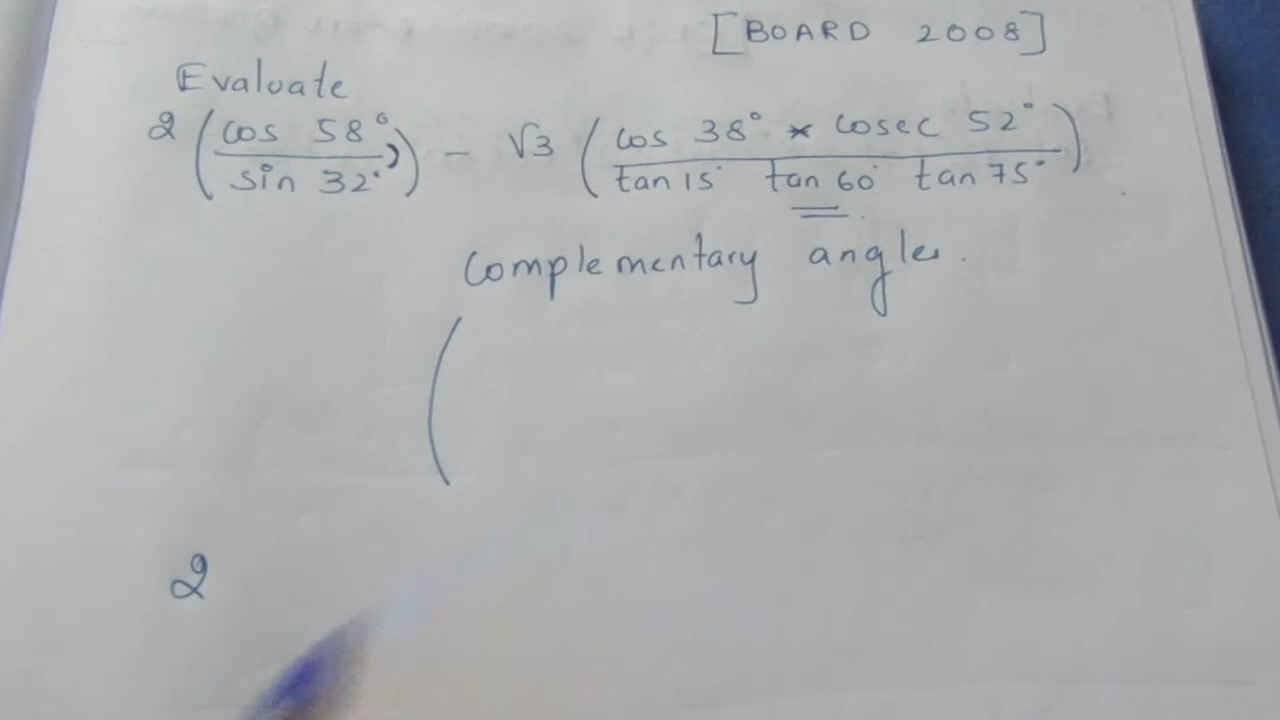 [BOARD 2008]
Evaluate
2 (cos 58° / sin 32°) - √3 (cos 38° * cosec 52° / tan 15° tan 60° tan 75°)
Complementary angles.
(
2